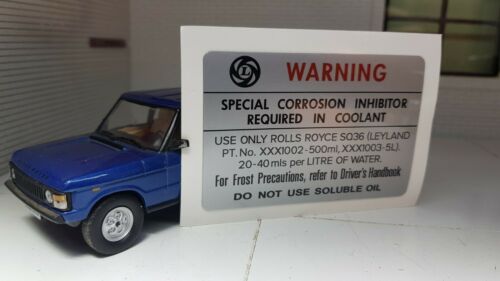 L WARNING
SPECIAL CORROSION INHIBITOR
REQUIRED IN COOLANT
USE ONLY ROLLS ROYCE SO36 (LEYLAND
PT. No. XXX1002-500ml, XXX1003-5L).
20-40mls per LITRE OF WATER.
For Frost Precautions, refer to Driver's Handbook
DO NOT USE SOLUBLE OIL